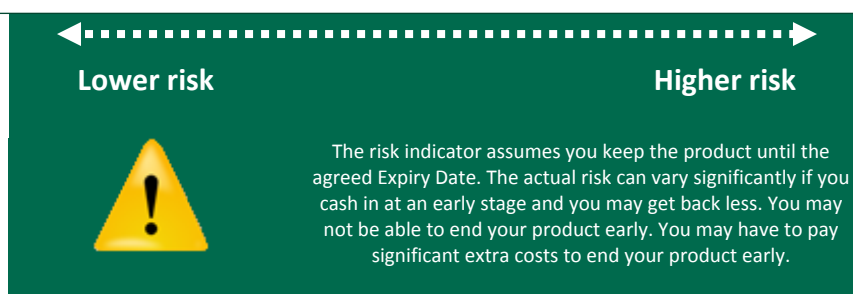 Lower risk
Higher risk
The risk indicator assumes you keep the product until the
agreed Expiry Date. The actual risk can vary significantly if you
cash in at an early stage and you may get back less. You may
not be able to end your product early. You may have to pay
significant extra costs to end your product early.